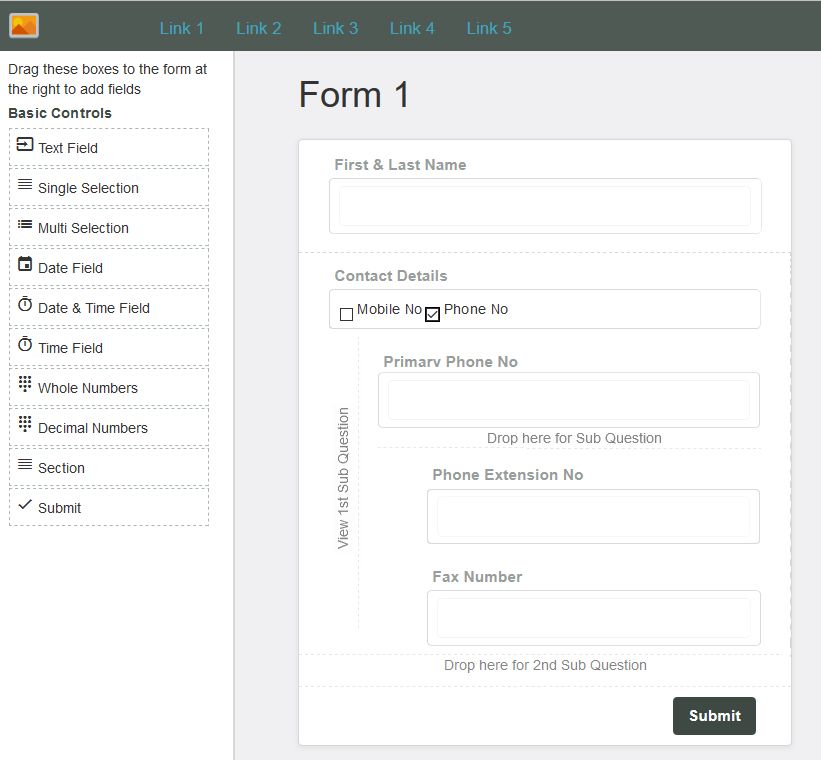 Link 1 Link 2 Link 3 Link 4 Link 5
Drag these boxes to the form at
the right to add fields
Basic Controls
Text Field
Single Selection
Multi Selection
Date Field
Date & Time Field
Time Field
Whole Numbers
Decimal Numbers
Section
Submit
Form 1
First & Last Name
Contact Details
Mobile No Phone No
View 1st Sub Question
Primary Phone No
Drop here for Sub Question
Phone Extension No
Fax Number
Drop here for 2nd Sub Question
Submit